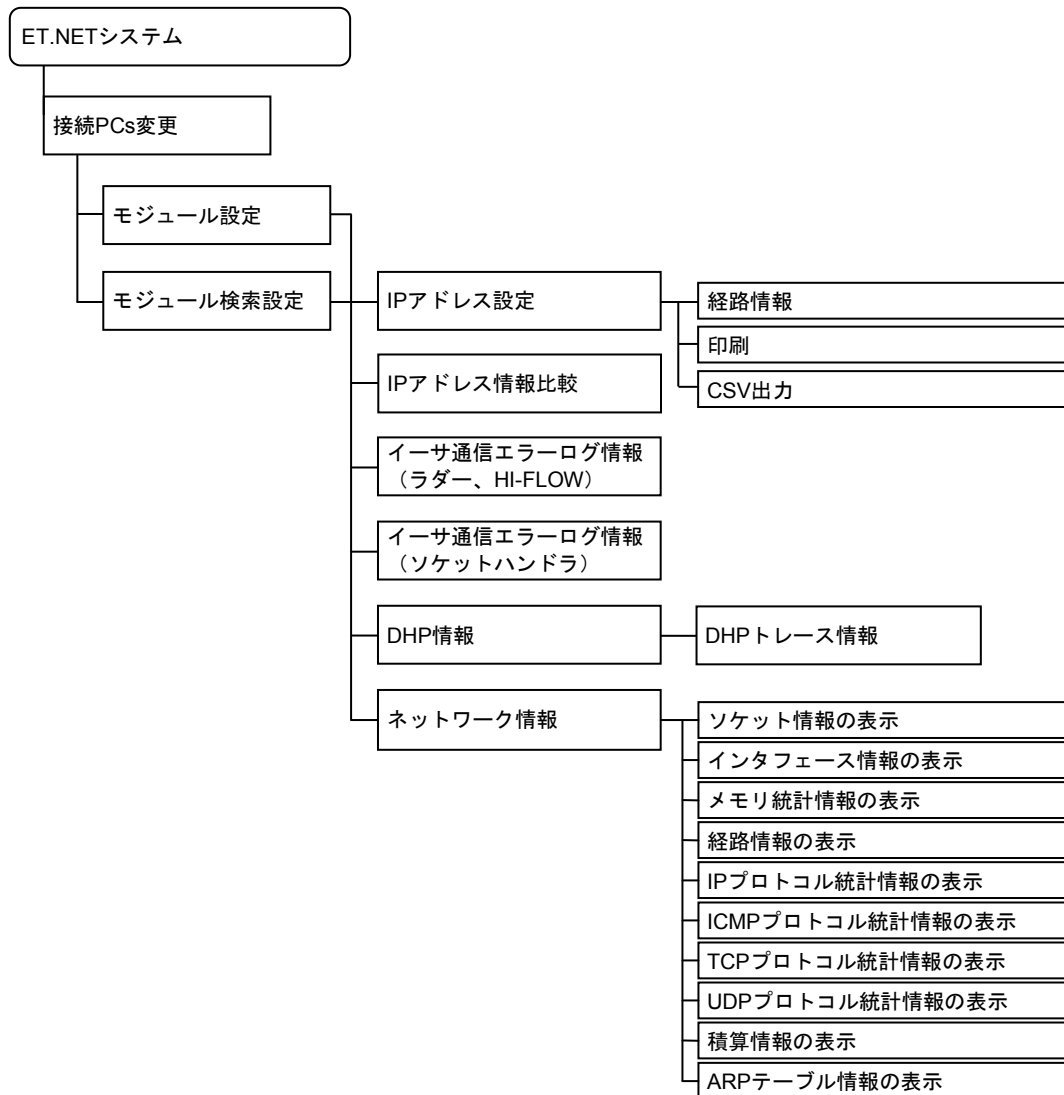 ET.NETシステム
接続PCs変更
モジュール設定
モジュール検索設定
IPアドレス設定
経路情報
印刷
CSV出力
IPアドレス情報比較
イーサ通信エラーログ情報
（ラダー、HI-FLOW）
イーサ通信エラーログ情報
（ソケットハンドラ）
DHP情報
DHPトレース情報
ネットワーク情報
ソケット情報の表示
インタフェース情報の表示
メモリ統計情報の表示
経路情報の表示
IPプロトコル統計情報の表示
ICMPプロトコル統計情報の表示
TCPプロトコル統計情報の表示
UDPプロトコル統計情報の表示
積算情報の表示
ARPテーブル情報の表示